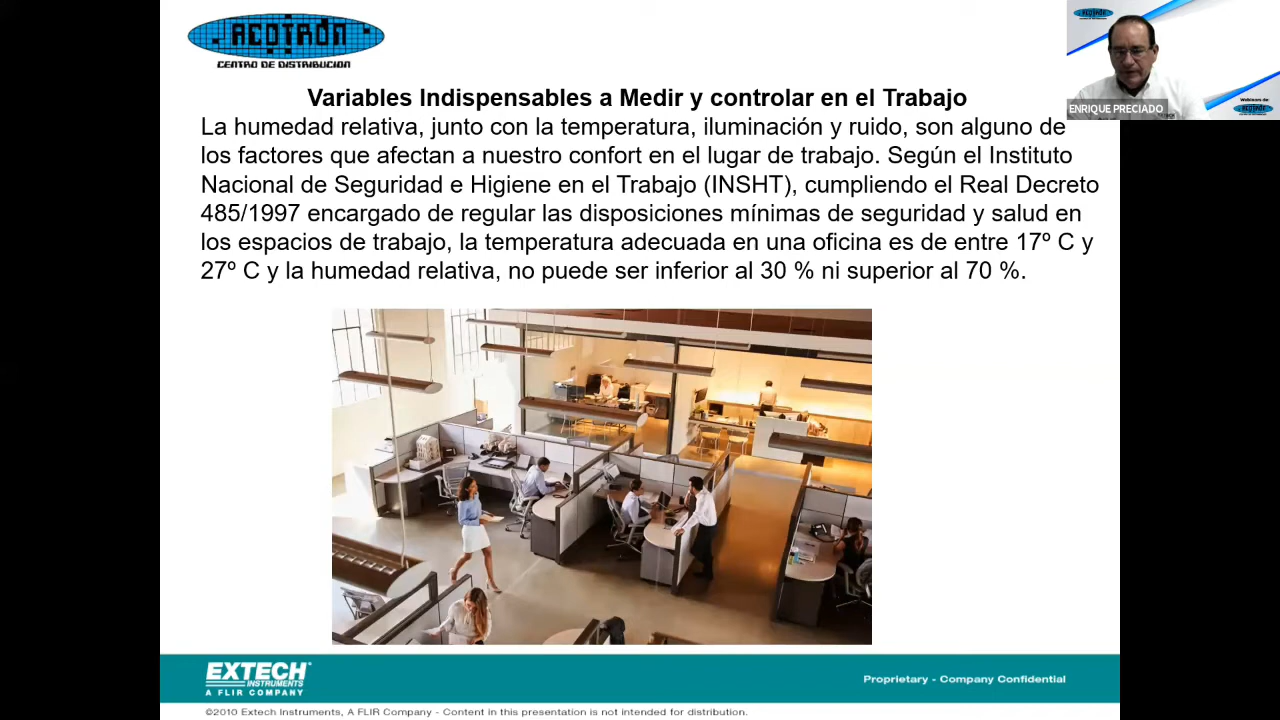 ACOTRON
CENTRO DE DISTRIBUCION
ENRIQUE PRECIADO
Webinars de
Variables Indispensables a Medir y controlar en el Trabajo
La humedad relativa, junto con la temperatura, iluminación y ruido, son alguno de
los factores que afectan a nuestro confort en el lugar de trabajo. Según el Instituto
Nacional de Seguridad e Higiene en el Trabajo (INSHT), cumpliendo el Real Decreto
485/1997 encargado de regular las disposiciones mínimas de seguridad y salud en
los espacios de trabajo, la temperatura adecuada en una oficina es de entre 17º C y
27º C y la humedad relativa, no puede ser inferior al 30 % ni superior al 70 %.
EXTECH
INSTRUMENTS
A FLIR COMPANY
Proprietary - Company Confidential
©2010 Extech Instruments, A FLIR Company - Content in this presentation is not intended for distribution.